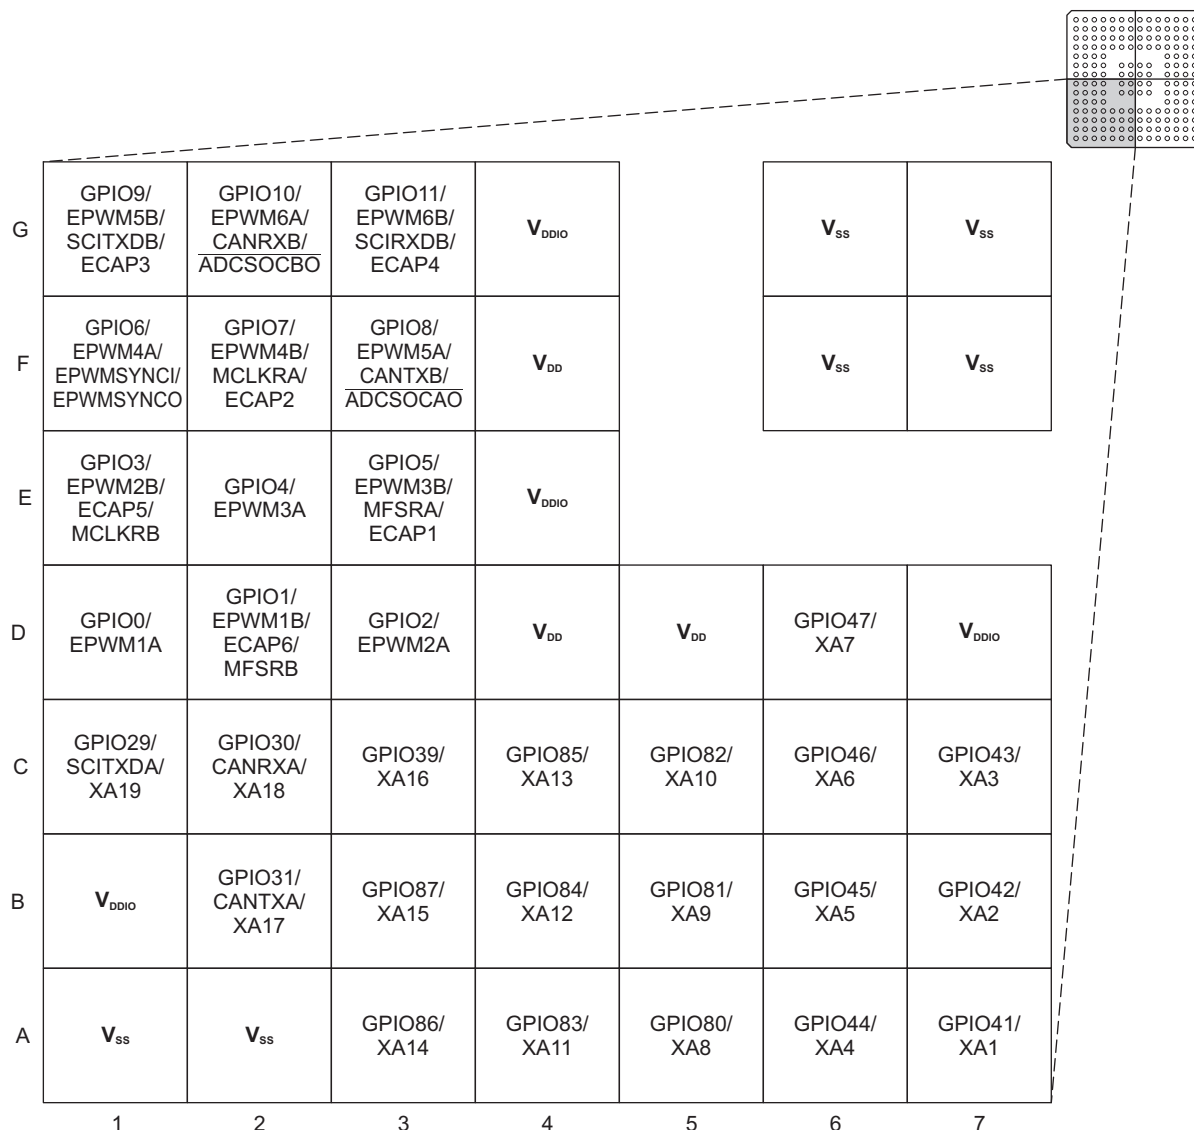 G
GPIO9/
EPWM5B/
SCITXDB/
ECAP3
GPIO10/
EPWM6A/
CANRXB/
ADCSOCBO
GPIO11/
EPWM6B/
SCIRXDB/
ECAP4
VDDIO
VSS
VSS
F
GPIO6/
EPWM4A/
EPWMSYNCI/
EPWMSYNCO
GPIO7/
EPWM4B/
MCLKRA/
ECAP2
GPIO8/
EPWM5A/
CANTXB/
ADCSOCAO
VDD
VSS
VSS
E
GPIO3/
EPWM2B/
ECAP5/
MCLKRB
GPIO4/
EPWM3A
GPIO5/
EPWM3B/
MFSRA/
ECAP1
VDDIO
D
GPIO0/
EPWM1A
GPIO1/
EPWM1B/
ECAP6/
MFSRB
GPIO2/
EPWM2A
VDD
VDD
GPIO47/
XA7
VDDIO
C
GPIO29/
SCITXDA/
XA19
GPIO30/
CANRXA/
XA18
GPIO39/
XA16
GPIO85/
XA13
GPIO82/
XA10
GPIO46/
XA6
GPIO43/
XA3
B
VDDIO
GPIO31/
CANTXA/
XA17
GPIO87/
XA15
GPIO84/
XA12
GPIO81/
XA9
GPIO45/
XA5
GPIO42/
XA2
A
VSS
VSS
GPIO86/
XA14
GPIO83/
XA11
GPIO80/
XA8
GPIO44/
XA4
GPIO41/
XA1
1 2 3 4 5 6 7